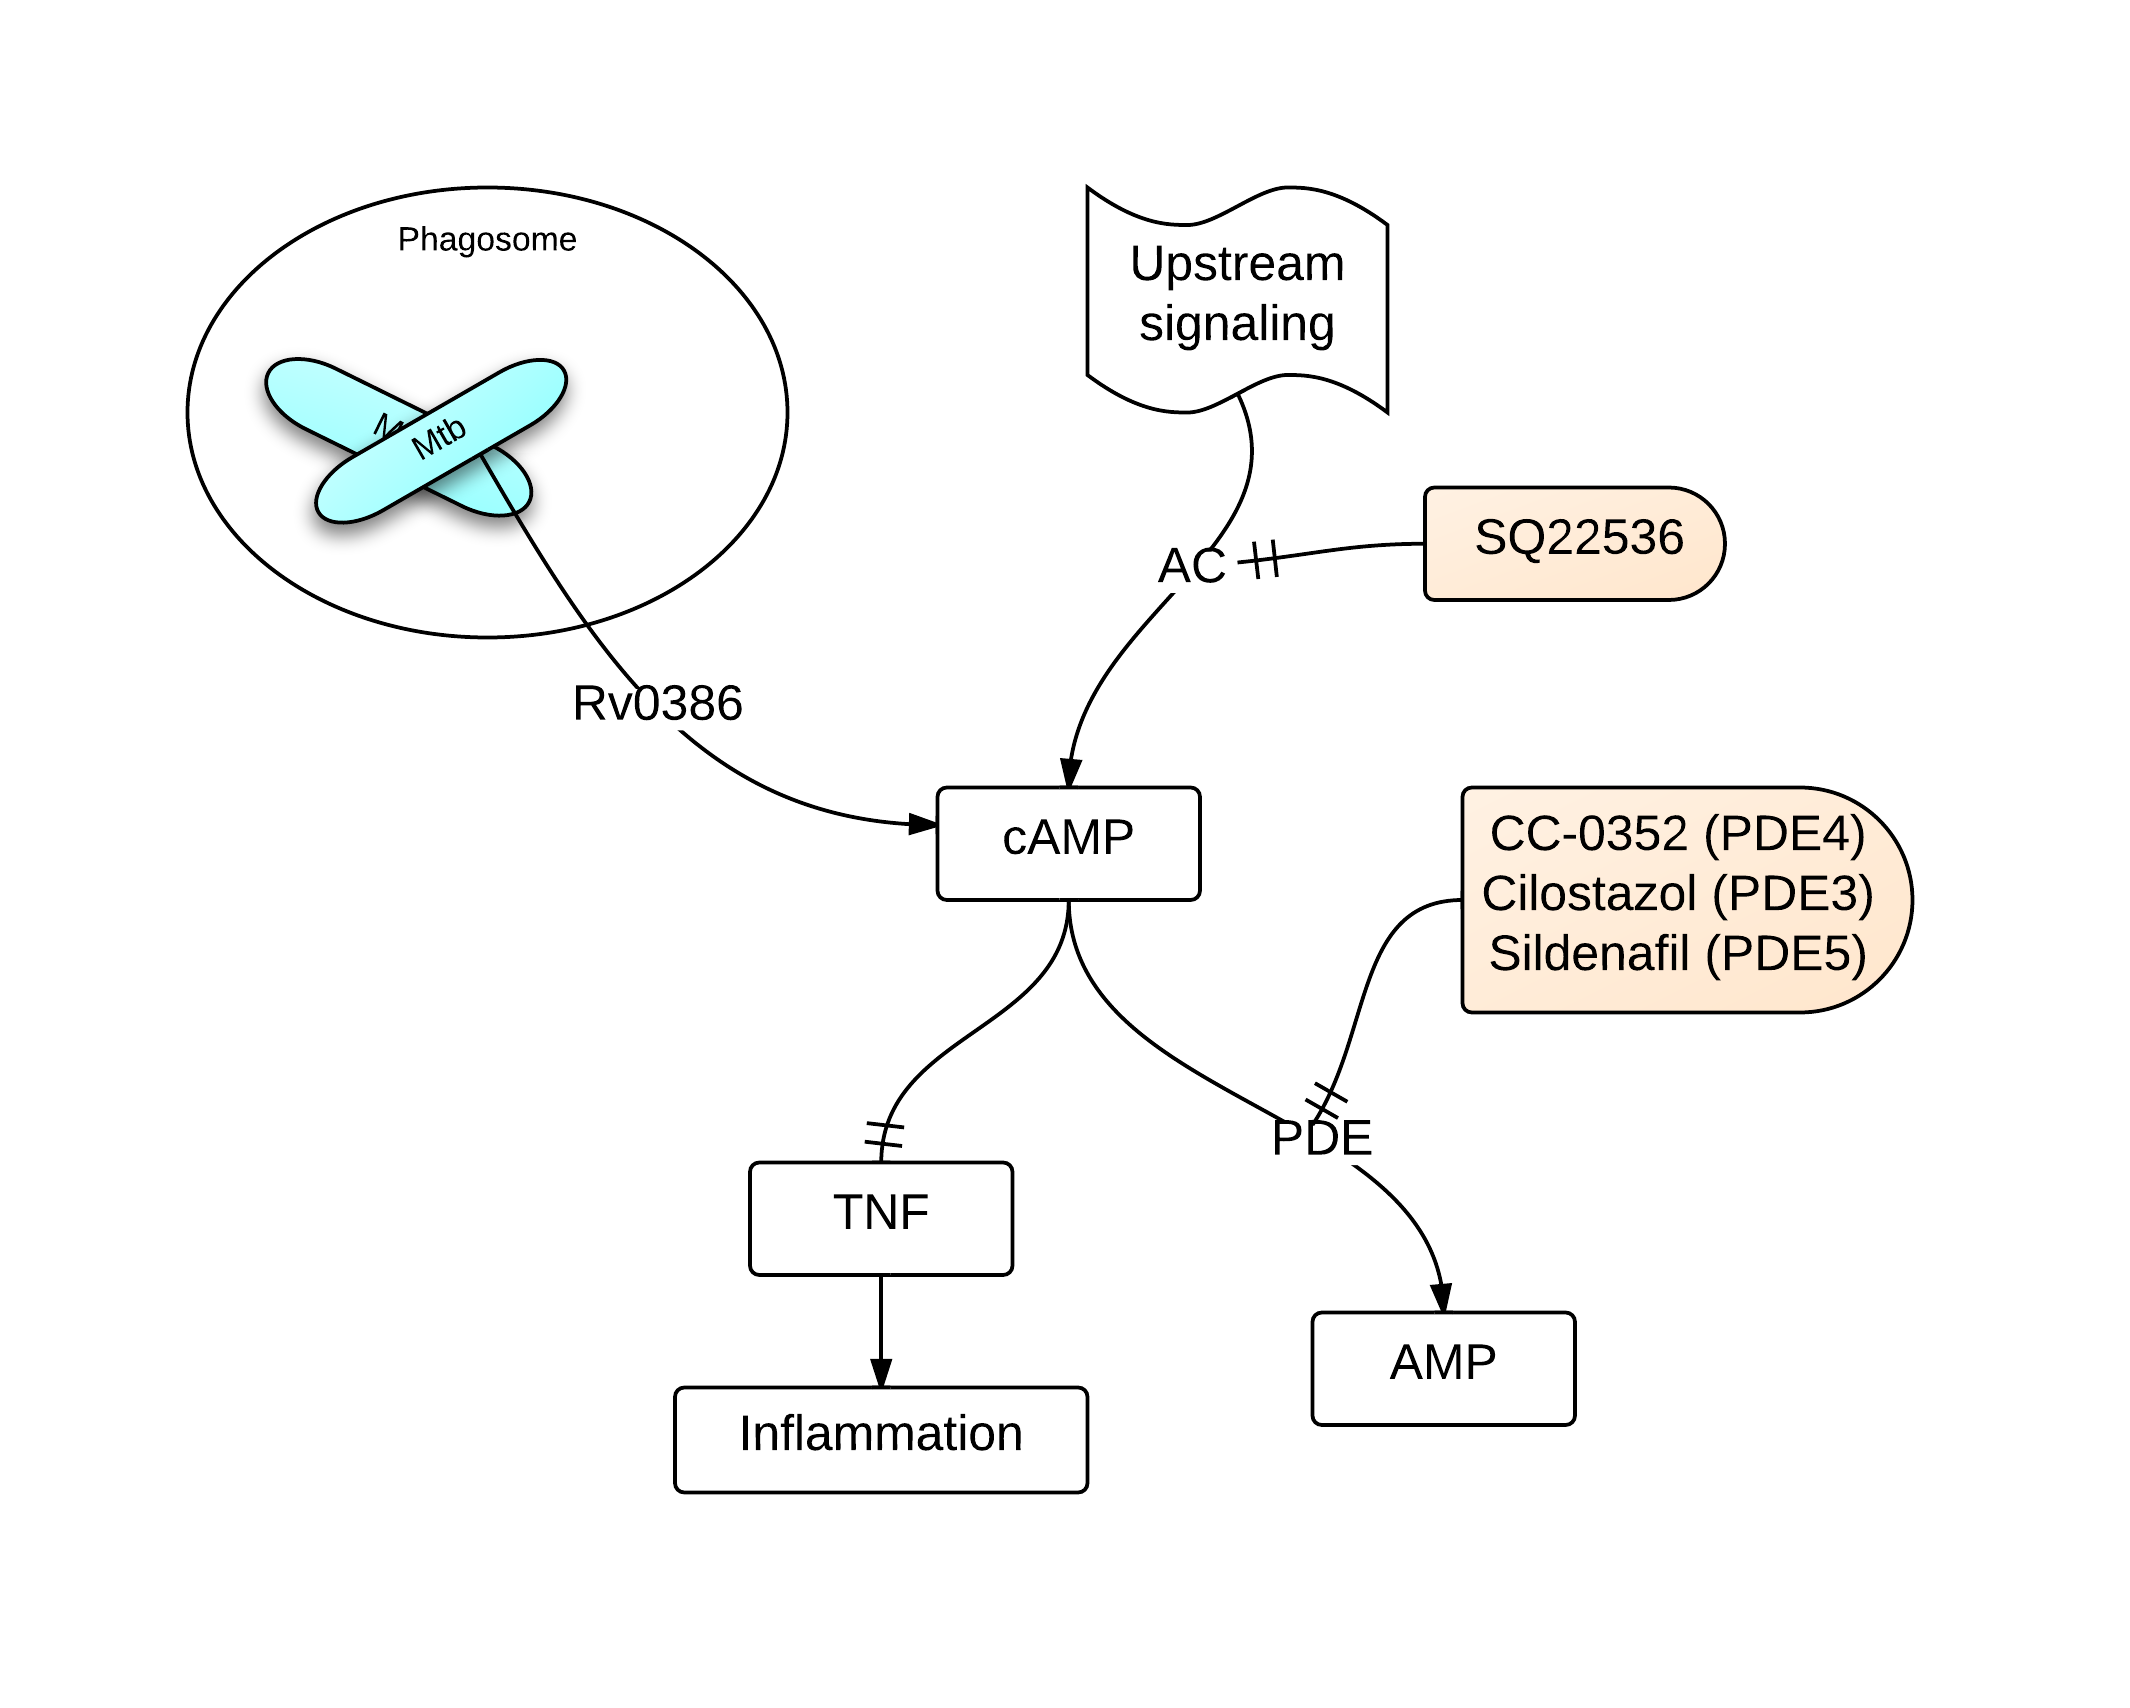 Phagosome
Mtb
Upstream
signaling
AC
SQ22536
Rv0386
cAMP
CC-0352 (PDE4)
Cilostazol (PDE3)
Sildenafil (PDE5)
PDE
TNF
AMP
Inflammation